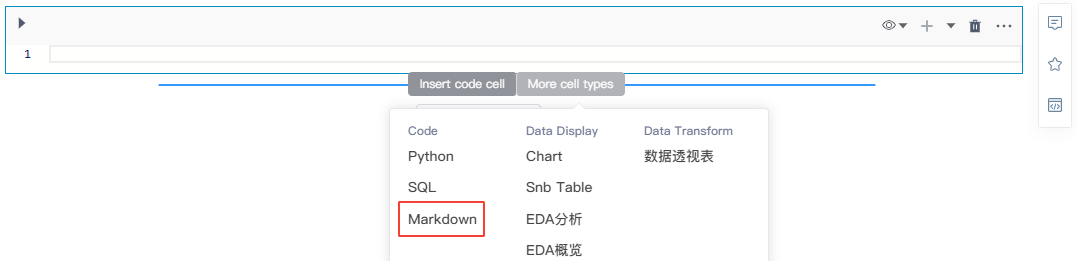 1
Insert code cell More cell types
Code Data Display Data Transform
Python Chart 数据透视表
SQL Snb Table
Markdown EDA分析
EDA概览